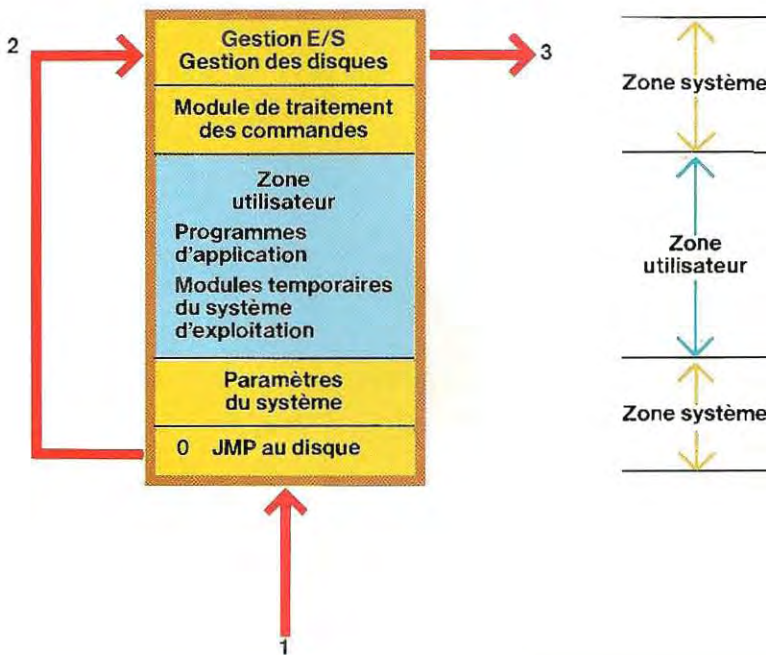 2
Gestion E/S
Gestion des disques
3
Module de traitement
des commandes
Zone
utilisateur
Programmes
d'application
Modules temporaires
du système
d'exploitation
Paramètres
du système
0 JMP au disque
1
Zone système
Zone
utilisateur
Zone système